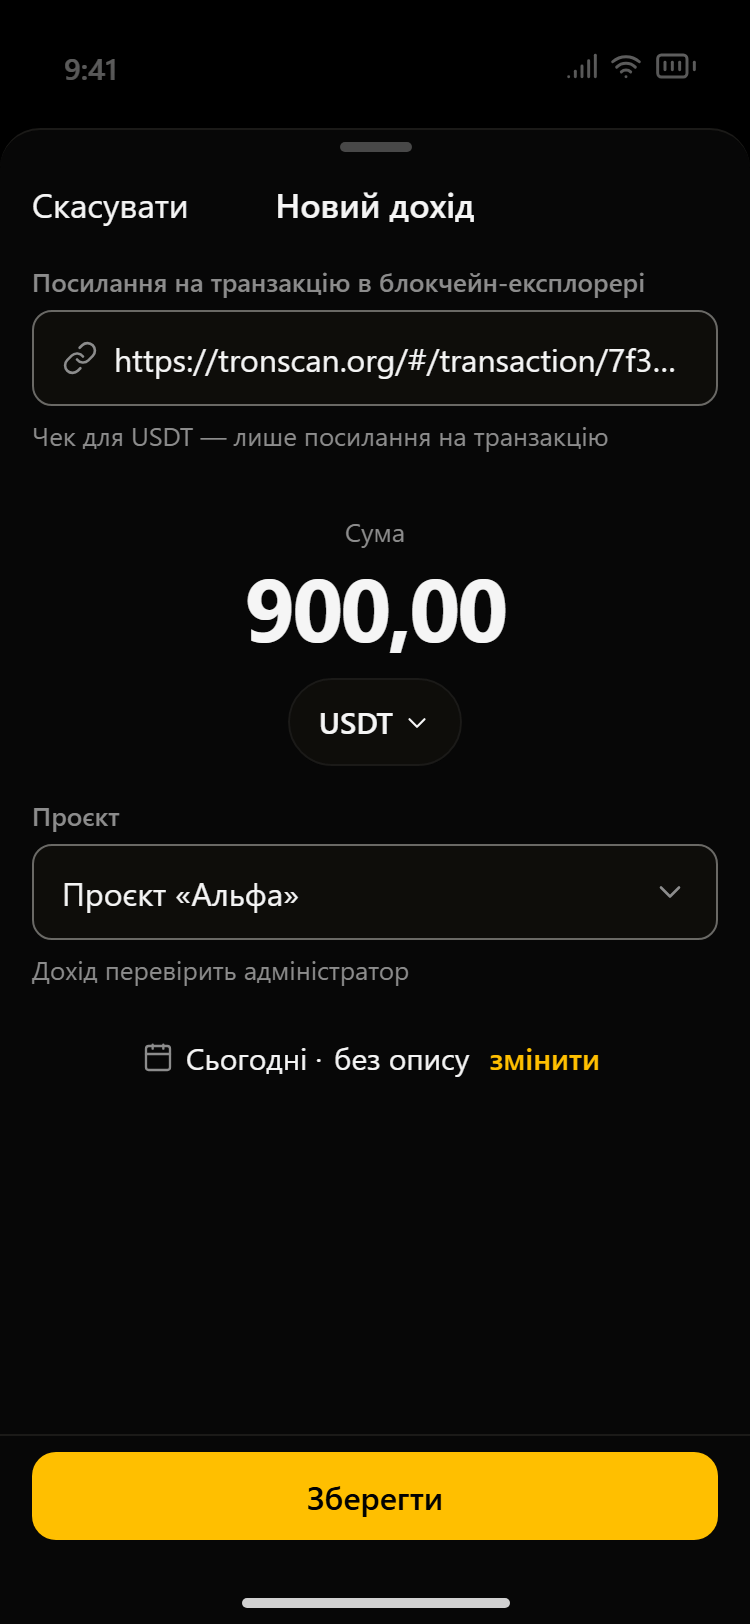 9:41
Скасувати
Новий дохід
Посилання на транзакцію в блокчейн-експлорері
https://tronscan.org/#/transaction/7f3...
Чек для USDT — лише посилання на транзакцію
Сума
900,00
USDT
Проєкт
Проєкт «Альфа»
Дохід перевірить адміністратор
Сьогодні · без опису змінити
Зберегти